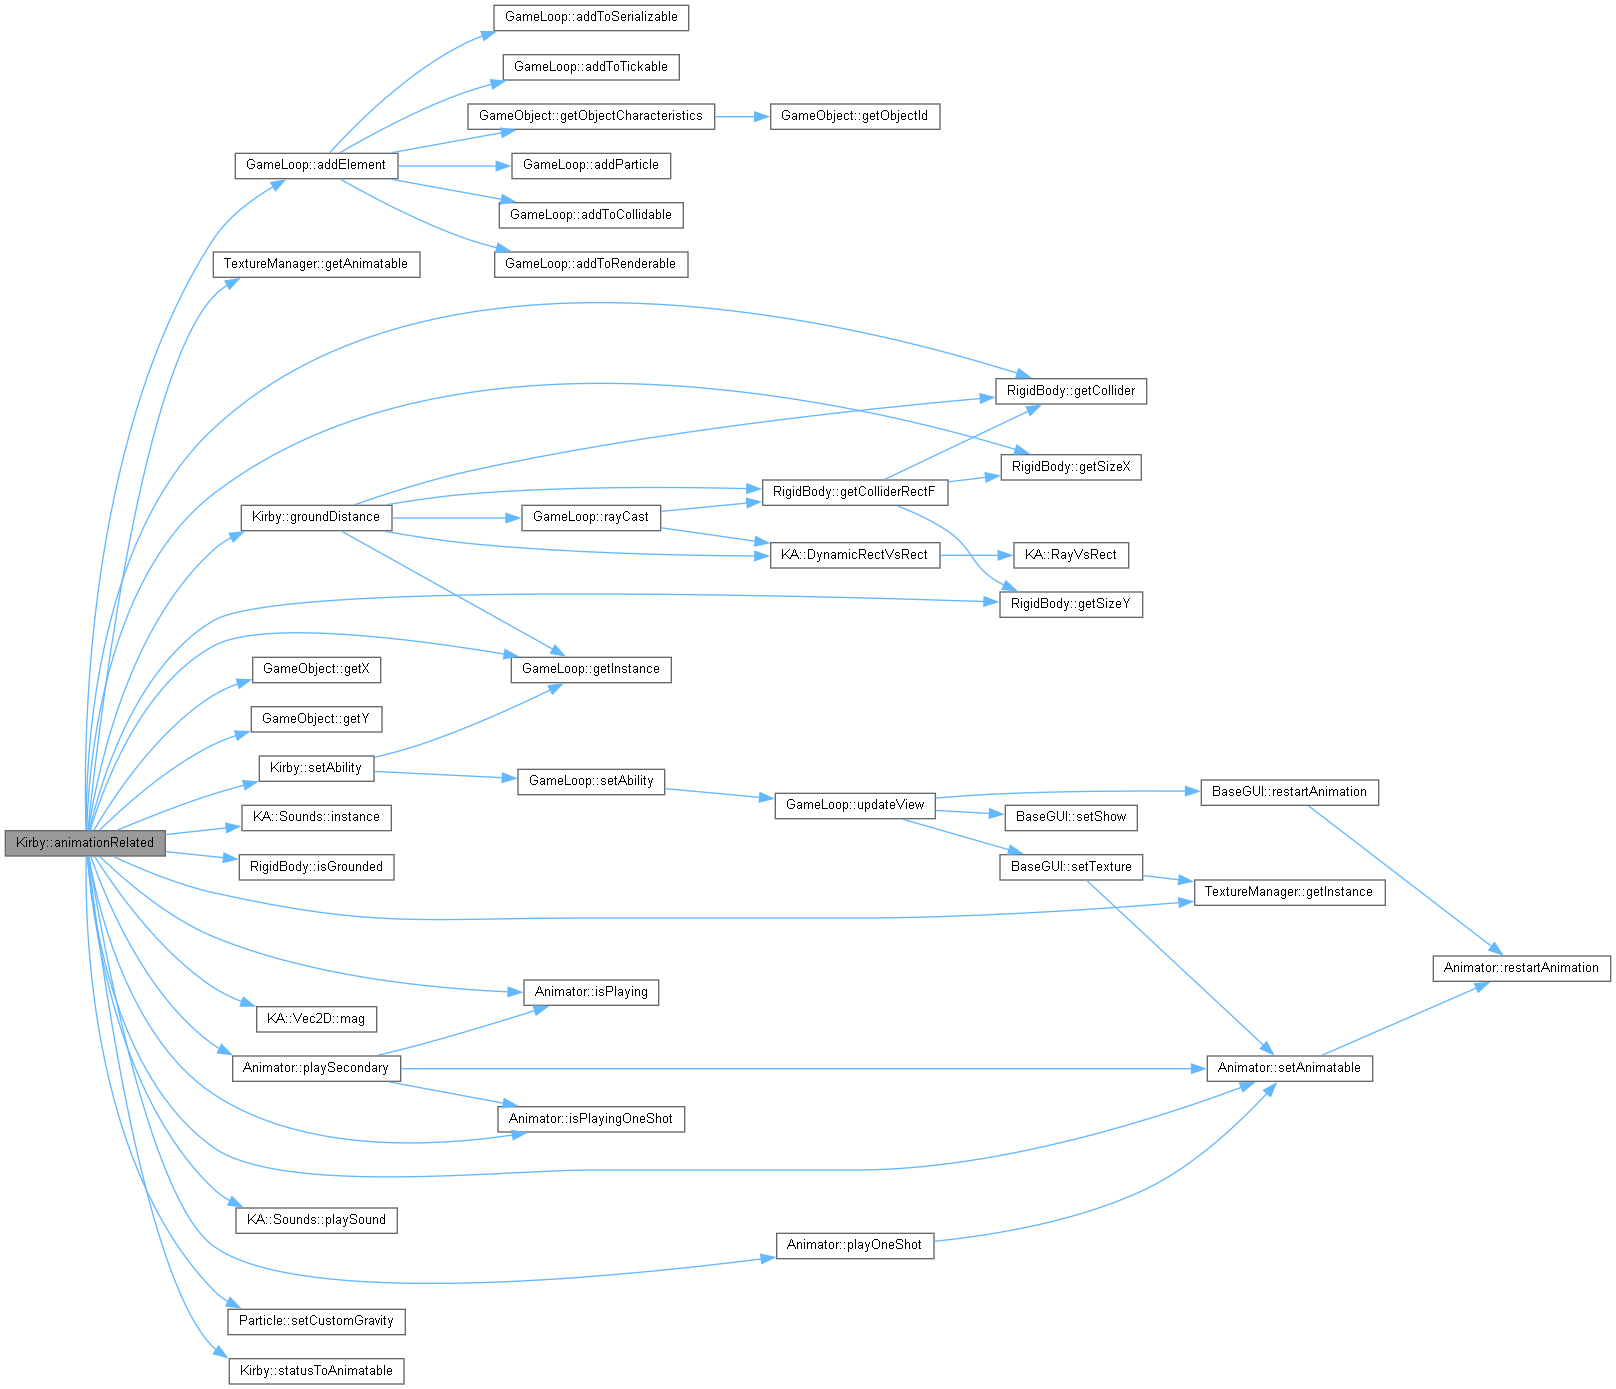 GameLoop::addToSerializable
GameLoop::addToTickable
GameObject::getObjectCharacteristics
GameObject::getObjectId
GameLoop::addElement
GameLoop::addParticle
GameLoop::addToCollidable
GameLoop::addToRenderable
TextureManager::getAnimatable
RigidBody::getCollider
RigidBody::getSizeX
RigidBody::getColliderRectF
Kirby::groundDistance
GameLoop::rayCast
KA::DynamicRectVsRect
KA::RayVsRect
RigidBody::getSizeY
GameObject::getX
GameLoop::getInstance
GameObject::getY
Kirby::setAbility
GameLoop::setAbility
BaseGUI::restartAnimation
GameLoop::updateView
KA::Sounds::instance
BaseGUI::setShow
Kirby::animationRelated
RigidBody::isGrounded
BaseGUI::setTexture
TextureManager::getInstance
Animator::restartAnimation
Animator::isPlaying
KA::Vec2D::mag
Animator::playSecondary
Animator::setAnimatable
Animator::isPlayingOneShot
KA::Sounds::playSound
Animator::playOneShot
Particle::setCustomGravity
Kirby::statusToAnimatable